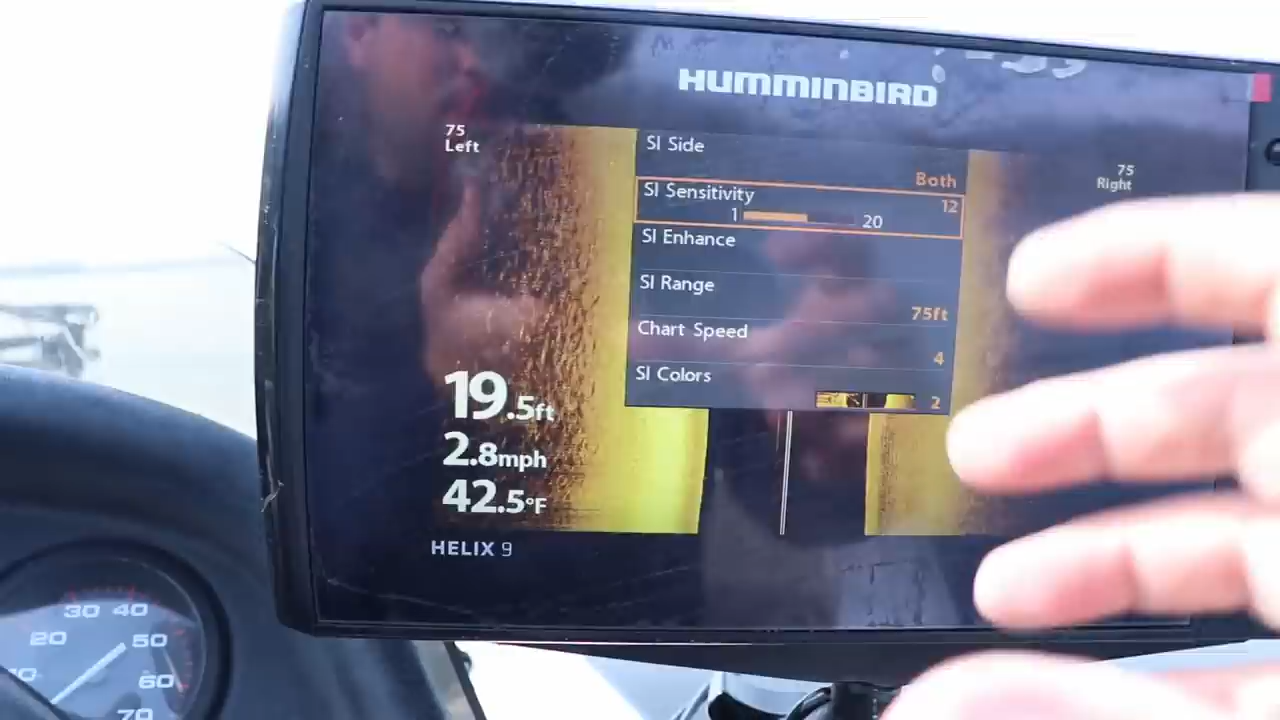 HUMMINBIRD
75
Left
75
Right
SI Side
Both
SI Sensitivity
12
1
20
SI Enhance
SI Range
75ft
Chart Speed
4
SI Colors
2
19.5ft
2.8mph
42.5°F
HELIX 9
30 40
20
50
60
70